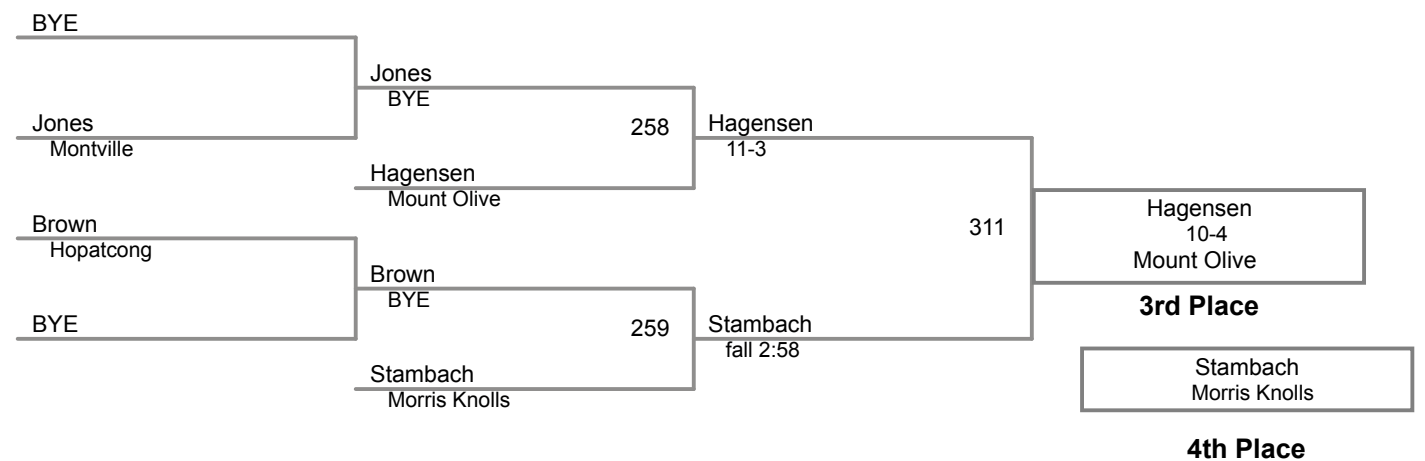 BYE
Jones
BYE
Jones
Montville
258
Hagensen
11-3
Hagensen
Mount Olive
Brown
Hopatcong
311
Hagensen
10-4
Mount Olive
Brown
BYE
3rd Place
BYE
259
Stambach
fall 2:58
Stambach
Morris Knolls
Stambach
Morris Knolls
4th Place